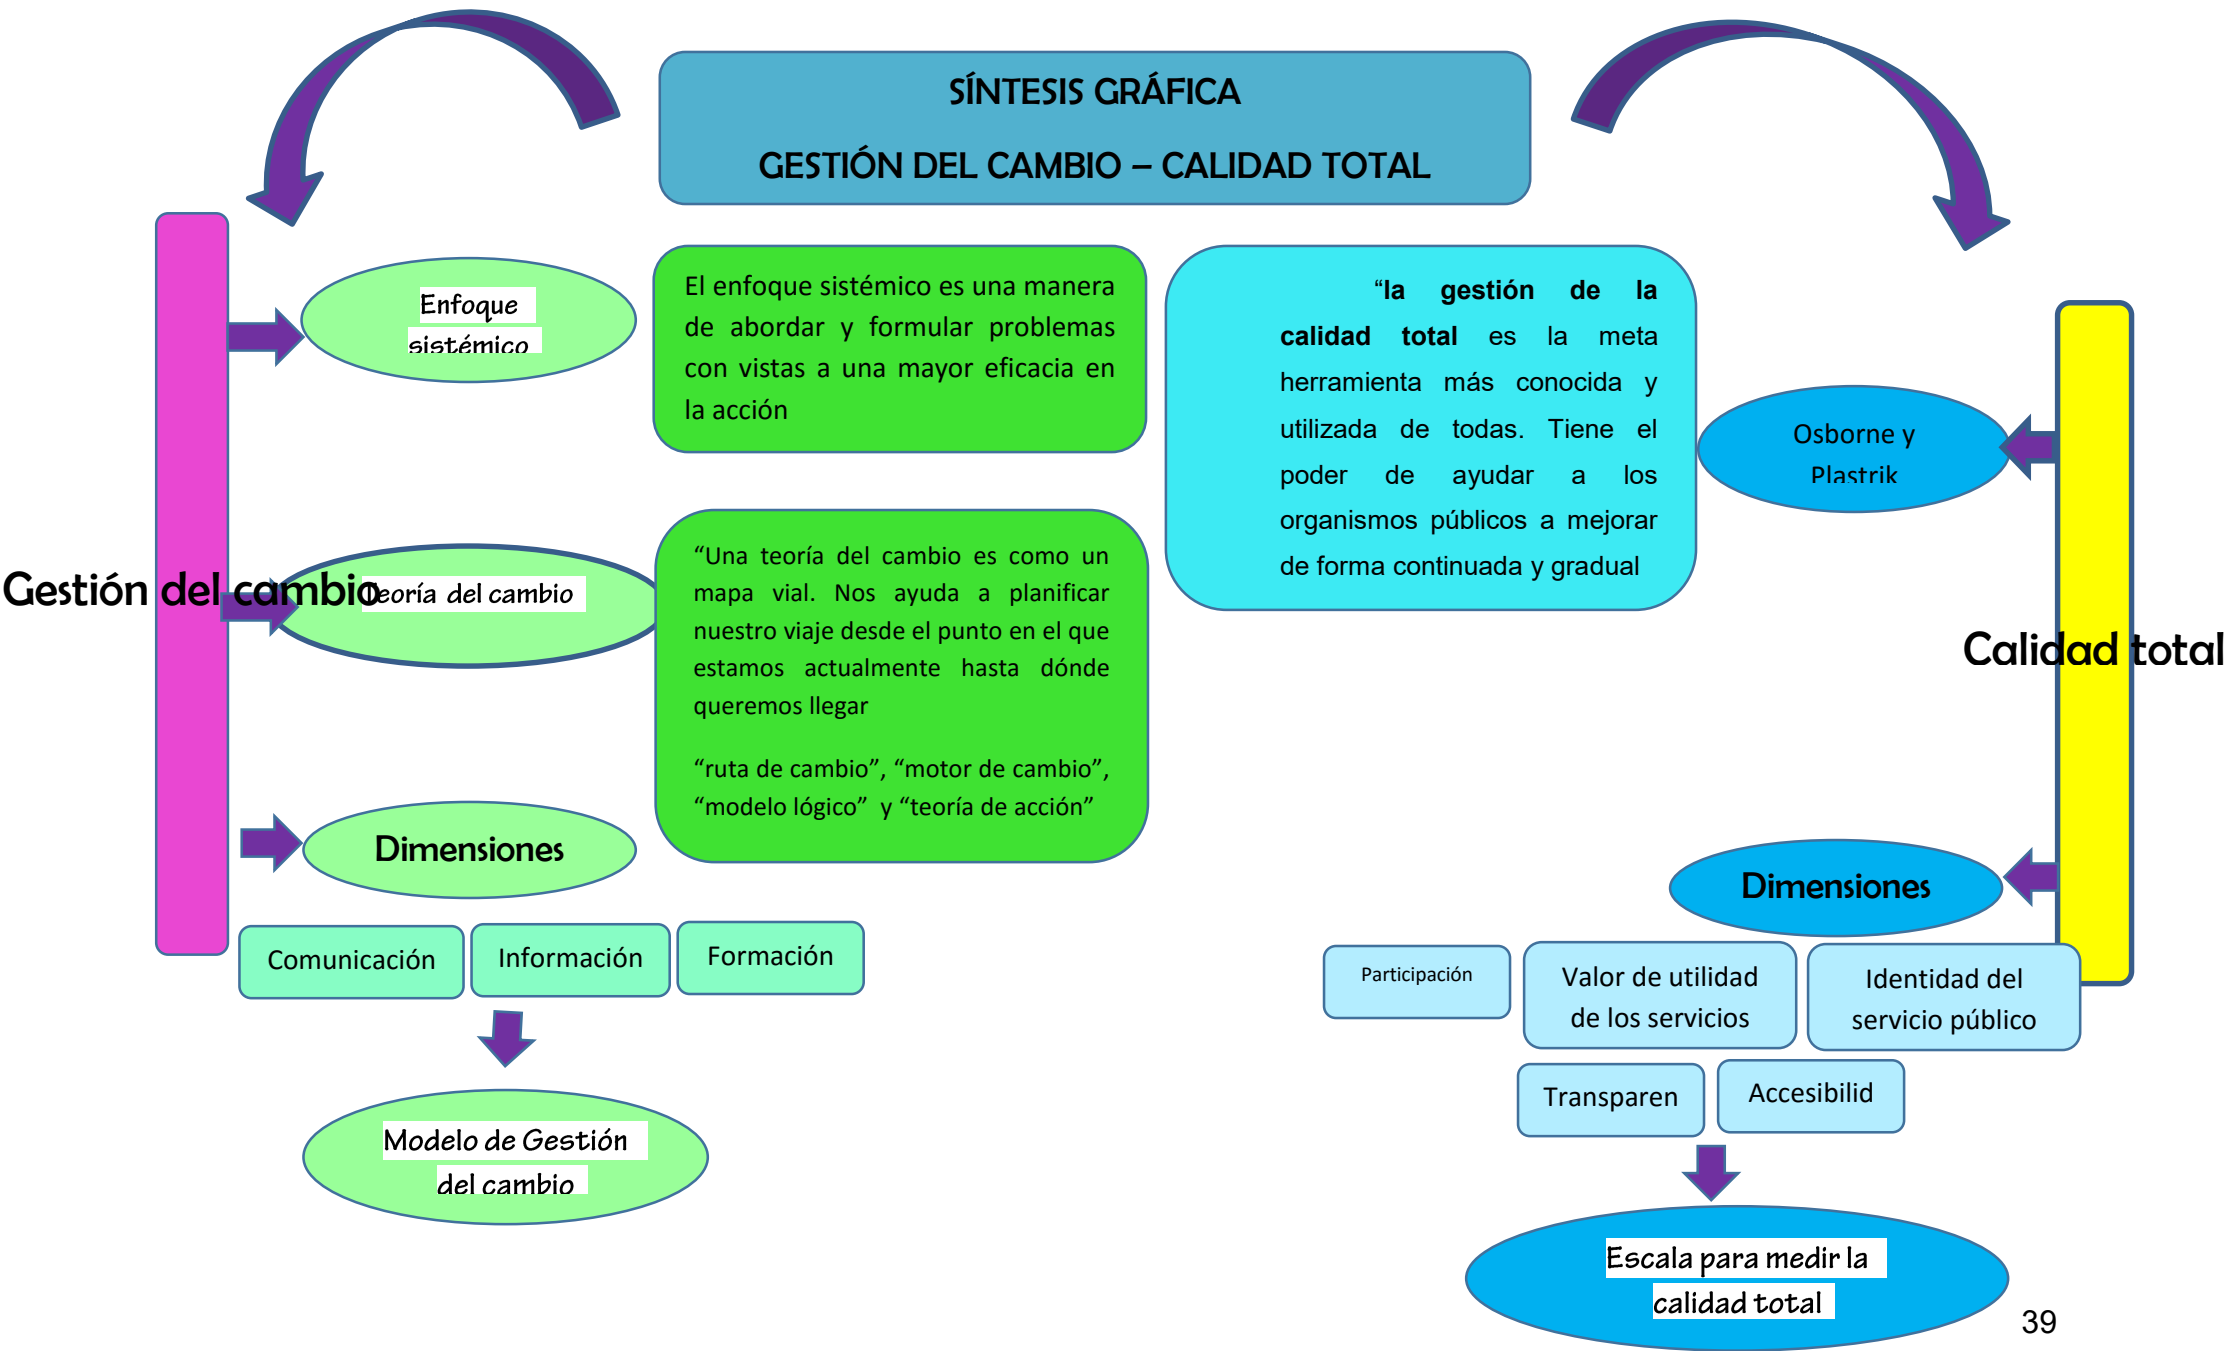 SÍNTESIS GRÁFICA
GESTIÓN DEL CAMBIO – CALIDAD TOTAL
Gestión del cambio
Enfoque
sistémico
El enfoque sistémico es una manera
de abordar y formular problemas
con vistas a una mayor eficacia en
la acción
Teoría del cambio
“Una teoría del cambio es como un
mapa vial. Nos ayuda a planificar
nuestro viaje desde el punto en el que
estamos actualmente hasta dónde
queremos llegar
“ruta de cambio”, “motor de cambio”,
“modelo lógico” y “teoría de acción”
Dimensiones
Comunicación
Información
Formación
Modelo de Gestión
del cambio
“la gestión de la
calidad total es la meta
herramienta más conocida y
utilizada de todas. Tiene el
poder de ayudar a los
organismos públicos a mejorar
de forma continuada y gradual
Osborne y
Plastrik
Calidad total
Dimensiones
Participación
Valor de utilidad
de los servicios
Identidad del
servicio público
Transparen
Accesibilid
Escala para medir la
calidad total
39